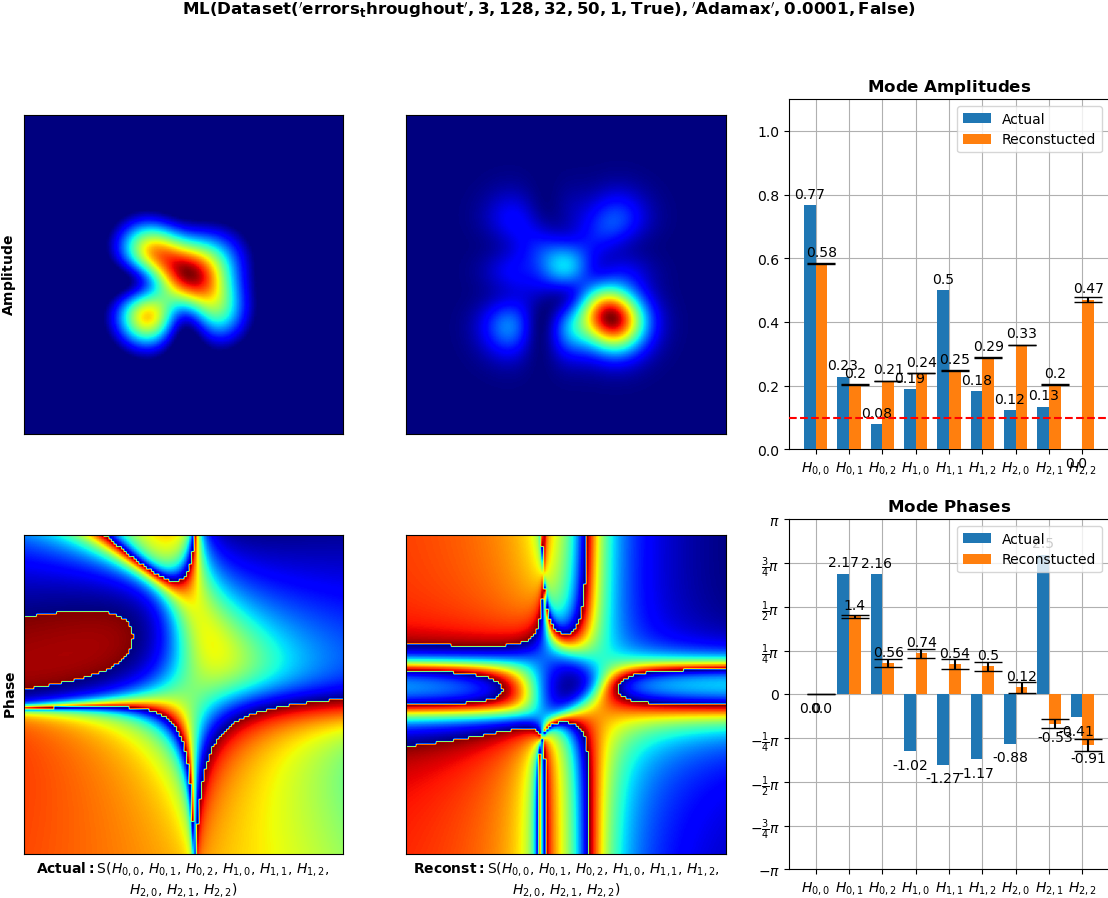 ML(Dataset('errors_throughout', 3, 128, 32, 50, 1, True), 'Adamax', 0.0001, False)
Amplitude
Mode Amplitudes
Actual
Reconstucted
1.0
0.8
0.6
0.4
0.2
0.0
0.77
0.58
0.23
0.2
0.08
0.21
0.19
0.24
0.5
0.25
0.18
0.29
0.12
0.33
0.13
0.2
0.0
0.47
H0,0 H0,1 H0,2 H1,0 H1,1 H1,2 H2,0 H2,1 H2,2
Phase
Actual: S(H0,0, H0,1, H0,2, H1,0, H1,1, H1,2,
H2,0, H2,1, H2,2)
Reconst: S(H0,0, H0,1, H0,2, H1,0, H1,1, H1,2,
H2,0, H2,1, H2,2)
Mode Phases
Actual
Reconstucted
π
3/4π
1/2π
1/4π
0
−1/4π
−1/2π
−3/4π
−π
0.0
0.0
2.17
1.4
2.16
0.56
-1.02
0.74
-1.27
0.54
-1.17
0.5
-0.88
0.12
2.5
-0.53
-0.41
-0.91
H0,0 H0,1 H0,2 H1,0 H1,1 H1,2 H2,0 H2,1 H2,2